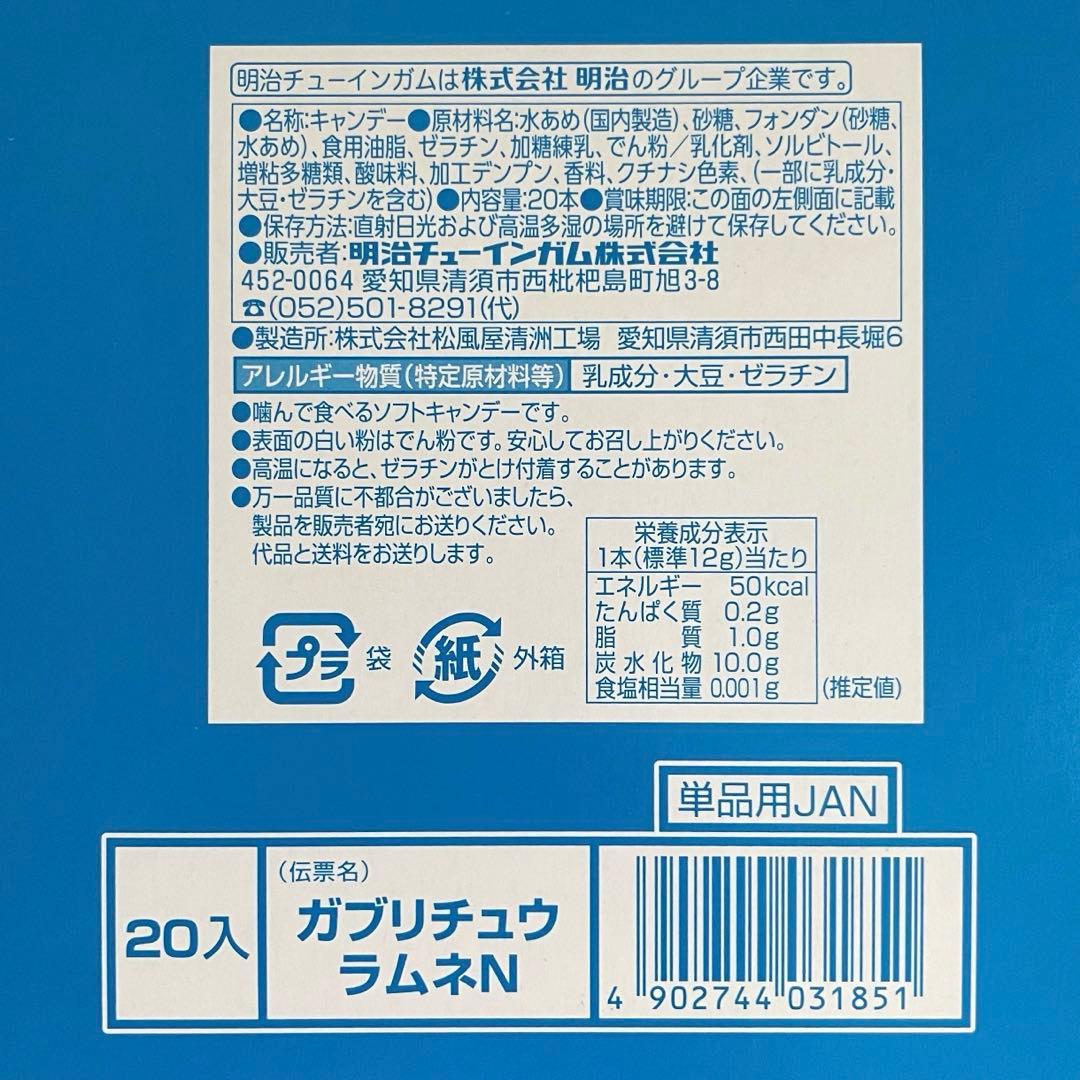 明治チューインガムは株式会社 明治のグループ企業です。
●名称:キャンデー●原材料名:水あめ(国内製造)、砂糖、フォンダン(砂糖、
水あめ)、食用油脂、ゼラチン、加糖練乳、でん粉/乳化剤、ソルビトール、
増粘多糖類、酸味料、加工デンプン、香料、クチナシ色素、(一部に乳成分・
大豆・ゼラチンを含む)●内容量:20本●賞味期限:この面の左側面に記載
●保存方法:直射日光および高温多湿の場所を避けて保存してください。
●販売者:明治チューインガム株式会社
452-0064 愛知県清須市西枇杷島町旭3-8
☎(052)501-8291(代)
●製造所:株式会社松風屋清洲工場 愛知県清須市西田中長堀6
アレルギー物質(特定原材料等) 乳成分・大豆・ゼラチン
●噛んで食べるソフトキャンデーです。
●表面の白い粉はでん粉です。安心してお召し上がりください。
●高温になると、ゼラチンがとけ付着することがあります。
●万一品質に不都合がございましたら、
製品を販売者宛にお送りください。
代品と送料をお送りします。
栄養成分表示
1本(標準12g)当たり
エネルギー 50kcal
たんぱく質 0.2g
脂質 1.0g
炭水化物 10.0g
食塩相当量 0.001g
(推定値)
プラ 袋 紙 外箱
単品用JAN
20入
(伝票名)
ガブリチュウ
ラムネN
4 902744 031851